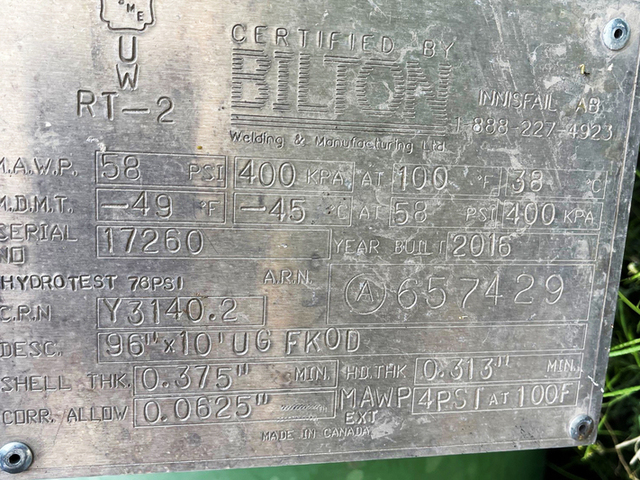 ME
U
W
RT-2
CERTIFIED BY
BILTON
Welding & Manufacturing Ltd
INNISFAIL AB.
1-888-227-4923
M.A.W.P. 58 PSI 400 KPA AT 100 °F 38 °C
M.D.M.T. -49 °F -45 °C AT 58 PSI 400 KPA
SERIAL NO 17260 YEAR BUILT 2016
HYDROTEST 76PSI A.R.N. A 657429
C.R.N Y3140.2
DESC. 96"x10' UG FKOD
SHELL THK. 0.375" MIN. HD.THK 0.313" MIN.
CORR. ALLOW 0.0625" MAWP EXT 4PSI AT 100F
MADE IN CANADA